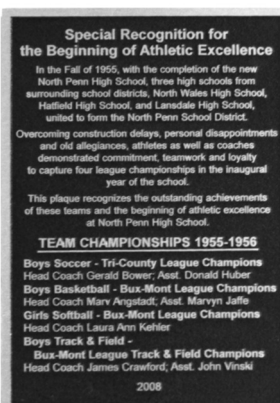 Special Recognition for
the Beginning of Athletic Excellence
In the Fall of 1955, with the completion of the new
North Penn High School, three high schools from
surrounding school districts, North Wales High School,
Hatfield High School, and Lansdale High School,
united to form the North Penn School District.
Overcoming construction delays, personal disappointments
and old allegiances, athletes as well as coaches
demonstrated commitment, teamwork and loyalty
to capture four league championships in the inaugural
year of the school.
This plaque recognizes the outstanding achievements
of these teams and the beginning of athletic excellence
at North Penn High School.
TEAM CHAMPIONSHIPS 1955-1956
Boys Soccer - Tri-County League Champions
Head Coach Gerald Bower; Asst. Donald Huber
Boys Basketball - Bux-Mont League Champions
Head Coach Marv Angstadt; Asst. Marvyn Jaffe
Girls Softball - Bux-Mont League Champions
Head Coach Laura Ann Kehler
Boys Track & Field -
Bux-Mont League Track & Field Champions
Head Coach James Crawford; Asst. John Vinski
2008